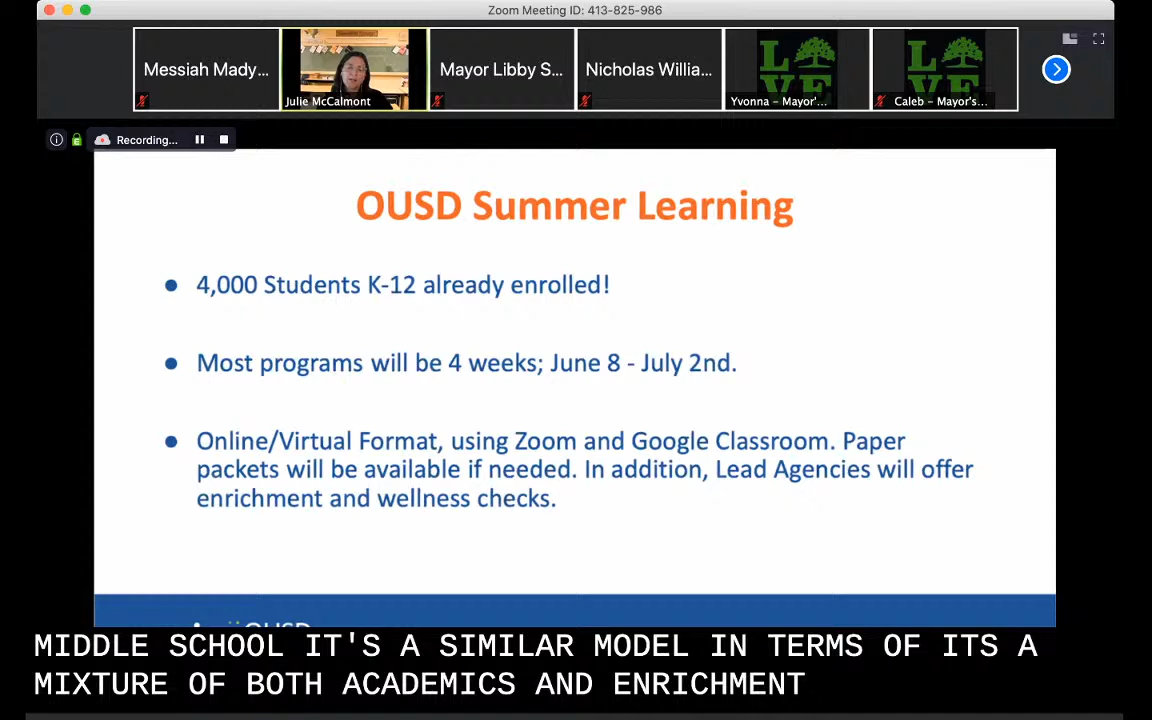 Zoom Meeting ID: 413-825-986
Messiah Mady...
Julie McCalmont
Mayor Libby S...
Nicholas Willia...
L VE
Yvonna – Mayor'...
L VE
Caleb – Mayor's...
Recording...
OUSD Summer Learning
4,000 Students K-12 already enrolled!
Most programs will be 4 weeks; June 8 - July 2nd.
Online/Virtual Format, using Zoom and Google Classroom. Paper
packets will be available if needed. In addition, Lead Agencies will offer
enrichment and wellness checks.
OUSD
MIDDLE SCHOOL IT'S A SIMILAR MODEL IN TERMS OF ITS A
MIXTURE OF BOTH ACADEMICS AND ENRICHMENT